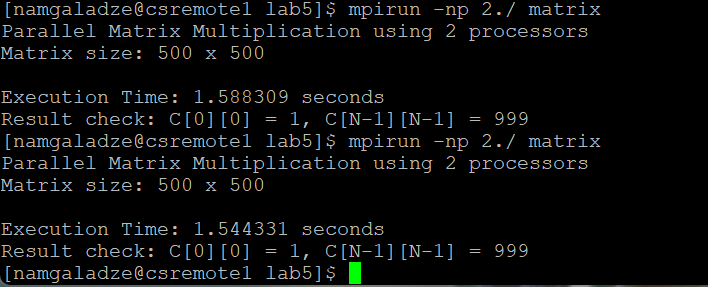 [namgaladze@csremote1 lab5]$ mpirun -np 2./ matrix
Parallel Matrix Multiplication using 2 processors
Matrix size: 500 x 500
Execution Time: 1.588309 seconds
Result check: C[0][0] = 1, C[N-1][N-1] = 999
[namgaladze@csremote1 lab5]$ mpirun -np 2./ matrix
Parallel Matrix Multiplication using 2 processors
Matrix size: 500 x 500
Execution Time: 1.544331 seconds
Result check: C[0][0] = 1, C[N-1][N-1] = 999
[namgaladze@csremote1 lab5]$